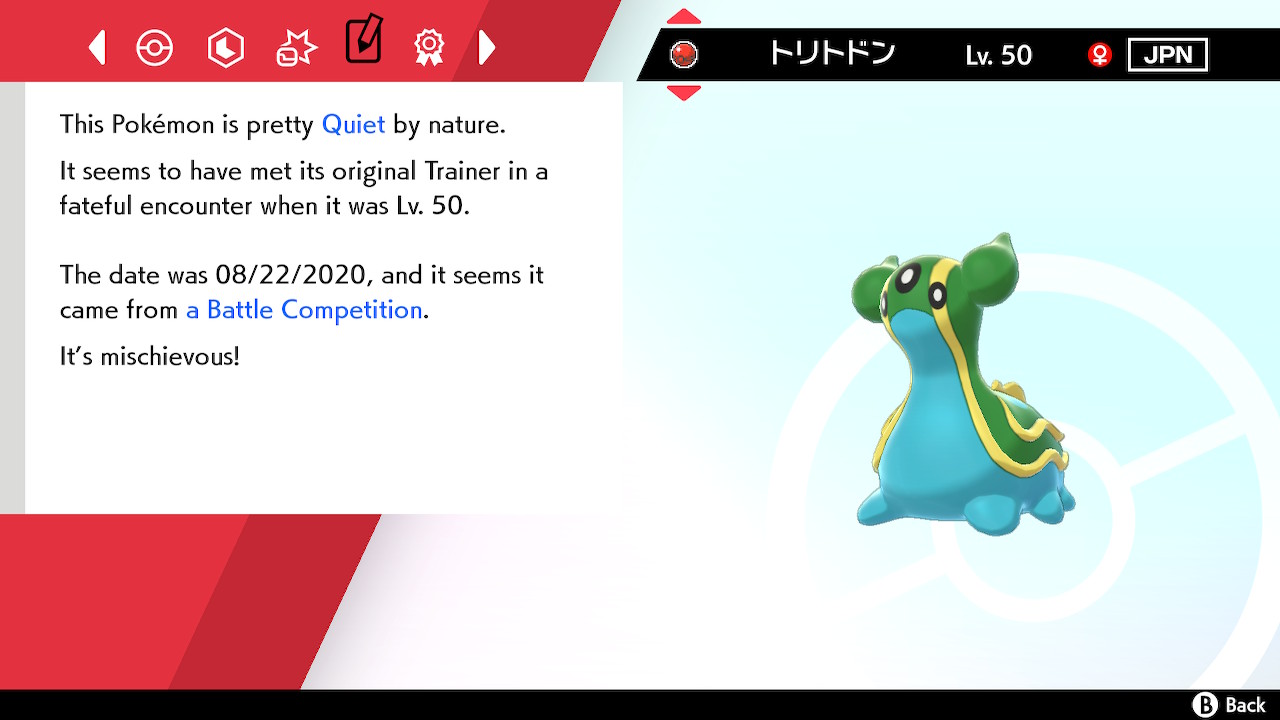 トリトドン Lv. 50 JPN
This Pokémon is pretty Quiet by nature.
It seems to have met its original Trainer in a
fateful encounter when it was Lv. 50.
The date was 08/22/2020, and it seems it
came from a Battle Competition.
It's mischievous!
B Back